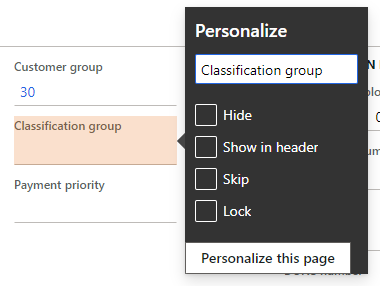 Customer group
30
Classification group
Payment priority
Personalize
Classification group
Hide
Show in header
Skip
Lock
Personalize this page